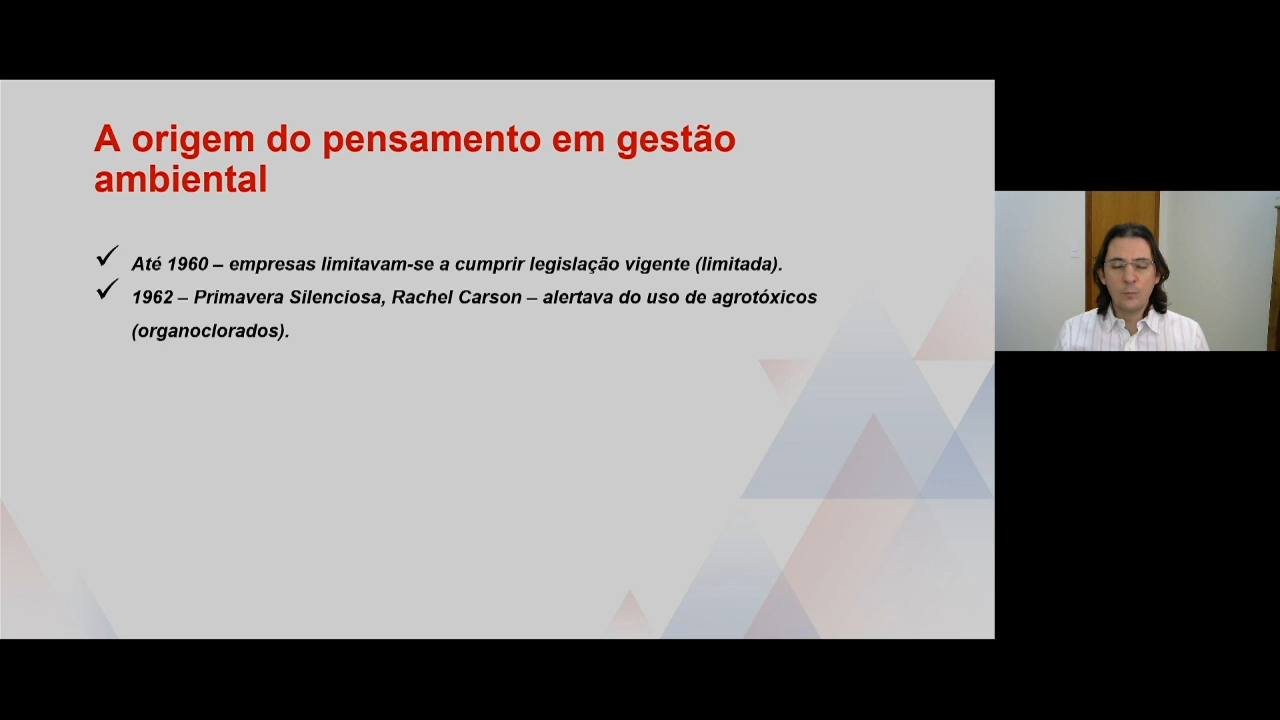 A origem do pensamento em gestão
ambiental
✓ Até 1960 – empresas limitavam-se a cumprir legislação vigente (limitada).
✓ 1962 – Primavera Silenciosa, Rachel Carson – alertava do uso de agrotóxicos
(organoclorados).